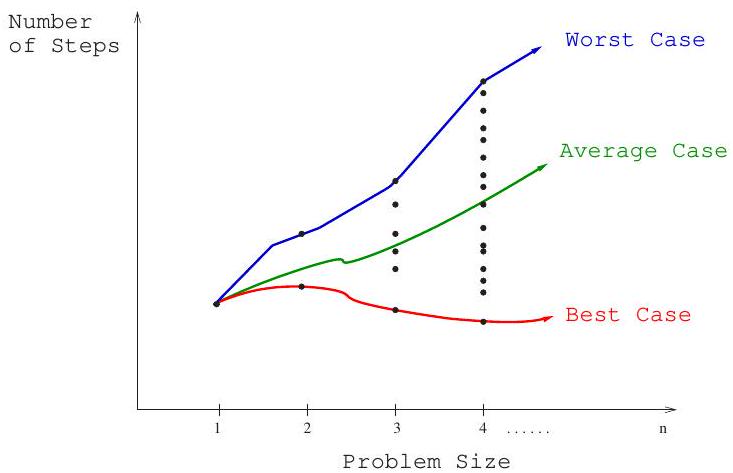 Number
of Steps
Worst Case
Average Case
Best Case
1 2 3 4 ...... n
Problem Size